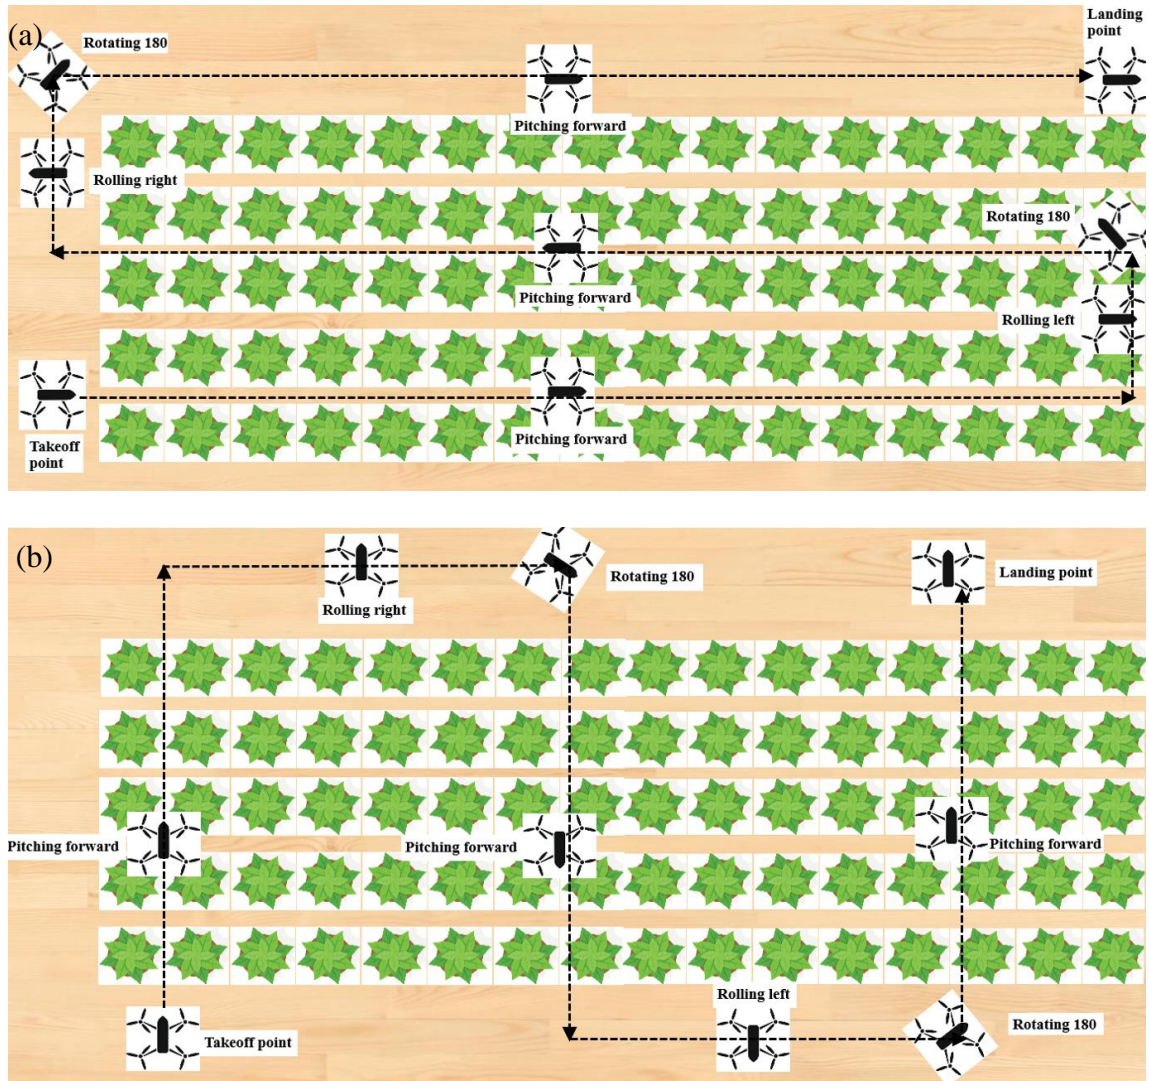 (a)
Rotating 180
Landing
point
Pitching forward
Rolling right
Rotating 180
Pitching forward
Rolling left
Pitching forward
Takeoff
point
(b)
Rotating 180
Landing point
Rolling right
Pitching forward
Pitching forward
Pitching forward
Rolling left
Takeoff point
Rotating 180